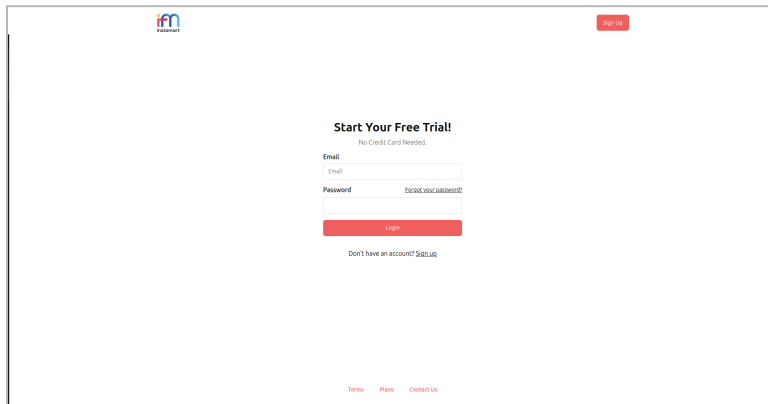 ifm
instamart
Sign Up
Start Your Free Trial!
No Credit Card Needed.
Email
Email
Password Forgot your password?
Login
Don't have an account? Sign up
Terms Plans Contact Us